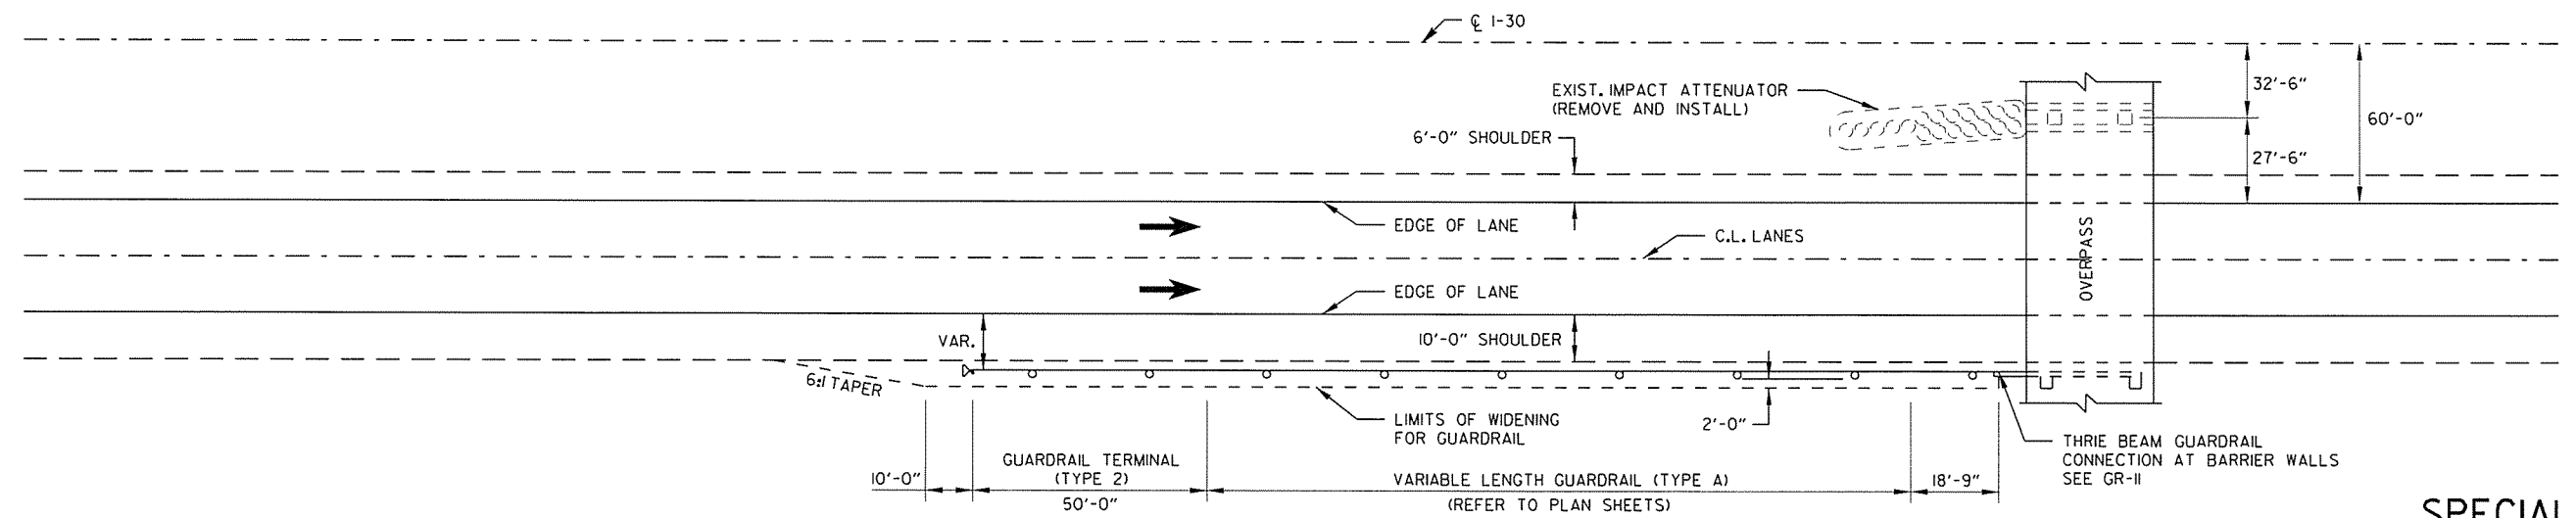 ℄ I-30
EXIST. IMPACT ATTENUATOR
(REMOVE AND INSTALL)
32'-6"
60'-0"
6'-0" SHOULDER
27'-6"
EDGE OF LANE
C.L. LANES
OVERPASS
EDGE OF LANE
VAR.
10'-0" SHOULDER
6:1 TAPER
LIMITS OF WIDENING
FOR GUARDRAIL
2'-0"
THRIE BEAM GUARDRAIL
CONNECTION AT BARRIER WALLS
SEE GR-11
10'-0"
GUARDRAIL TERMINAL
(TYPE 2)
50'-0"
VARIABLE LENGTH GUARDRAIL (TYPE A)
(REFER TO PLAN SHEETS)
18'-9"
SPECIAL